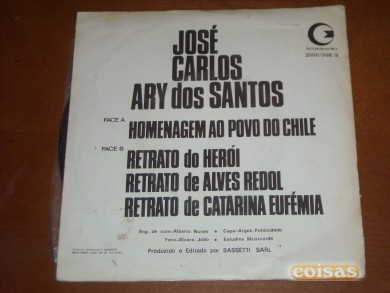 JOSÉ
CARLOS
ARY dos SANTOS
FACE A
HOMENAGEM AO POVO DO CHILE
FACE B
RETRATO do HERÓI
RETRATO de ALVES REDOL
RETRATO de CATARINA EUFÉMIA
Eng. de som-Alberto Nunes • Capa-Argon, Publicidade
Foto-Alvaro João • Estudios Musicorde
Produzido e Editado por SASSETTI SARL
coisas